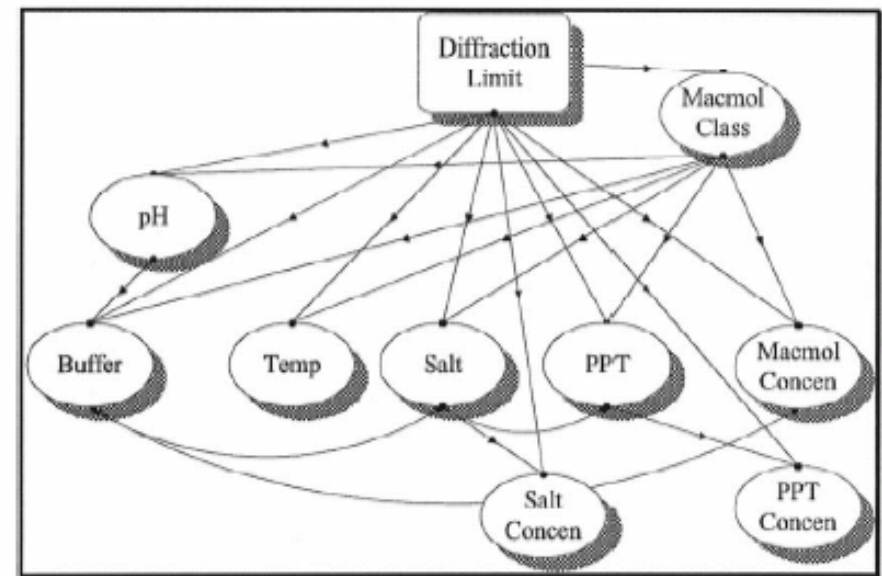 Diffraction
Limit
Macmol
Class
pH
Buffer
Temp
Salt
PPT
Macmol
Concen
Salt
Concen
PPT
Concen